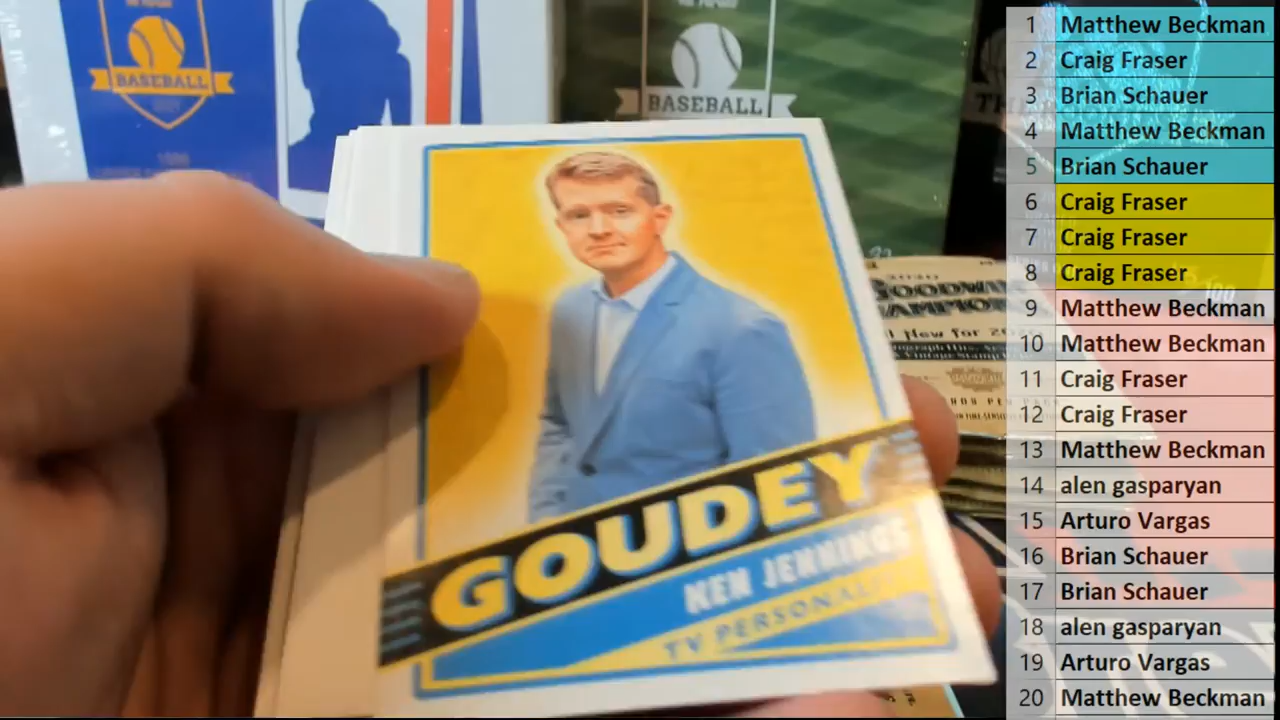 BASEBALL
BASEBALL
GOUDEY
KEN JENNINGS
TV PERSONALITY
2020
GOODWIN
CHAMPIONS
1 Matthew Beckman
2 Craig Fraser
3 Brian Schauer
4 Matthew Beckman
5 Brian Schauer
6 Craig Fraser
7 Craig Fraser
8 Craig Fraser
9 Matthew Beckman
10 Matthew Beckman
11 Craig Fraser
12 Craig Fraser
13 Matthew Beckman
14 alen gasparyan
15 Arturo Vargas
16 Brian Schauer
17 Brian Schauer
18 alen gasparyan
19 Arturo Vargas
20 Matthew Beckman